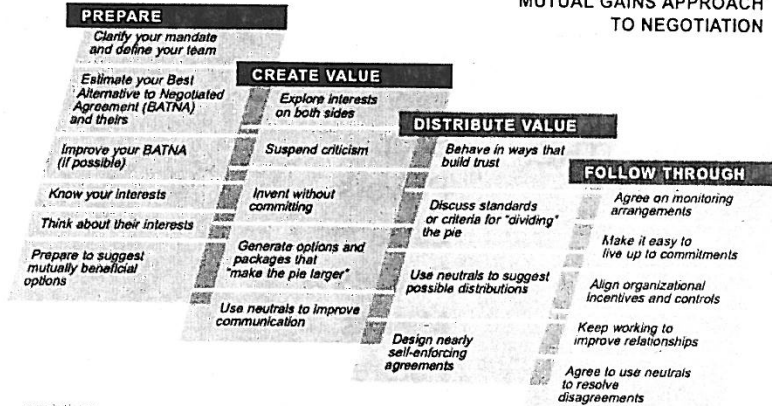 MUTUAL GAINS APPROACH
TO NEGOTIATION
PREPARE
Clarify your mandate
and define your team
Estimate your Best
Alternative to Negotiated
Agreement (BATNA)
and theirs
Improve your BATNA
(if possible)
Know your interests
Think about their interests
Prepare to suggest
mutually beneficial
options
CREATE VALUE
Explore interests
on both sides
Suspend criticism
Invent without
committing
Generate options and
packages that
"make the pie larger"
Use neutrals to improve
communication
DISTRIBUTE VALUE
Behave in ways that
build trust
Discuss standards
or criteria for "dividing"
the pie
Use neutrals to suggest
possible distributions
Design nearly
self-enforcing
agreements
FOLLOW THROUGH
Agree on monitoring
arrangements
Make it easy to
live up to commitments
Align organizational
incentives and controls
Keep working to
improve relationships
Agree to use neutrals
to resolve
disagreements